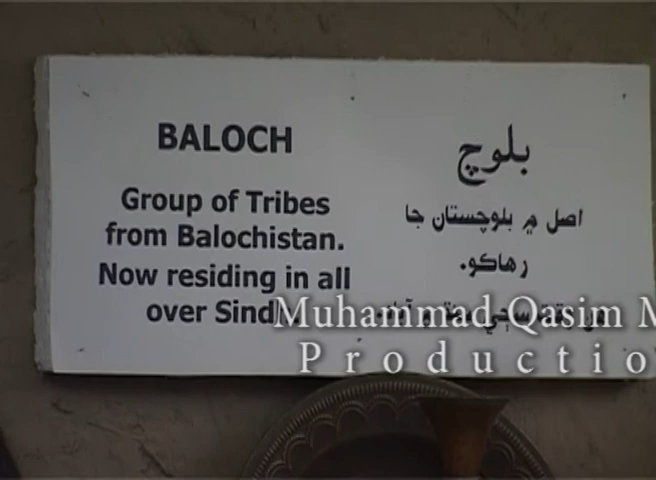 BALOCH
Group of Tribes
from Balochistan.
Now residing in all
over Sindh.
بلوچ
اصل ۾ بلوچستان جا
رهاڪو.
Muhammad Qasim M
Productio